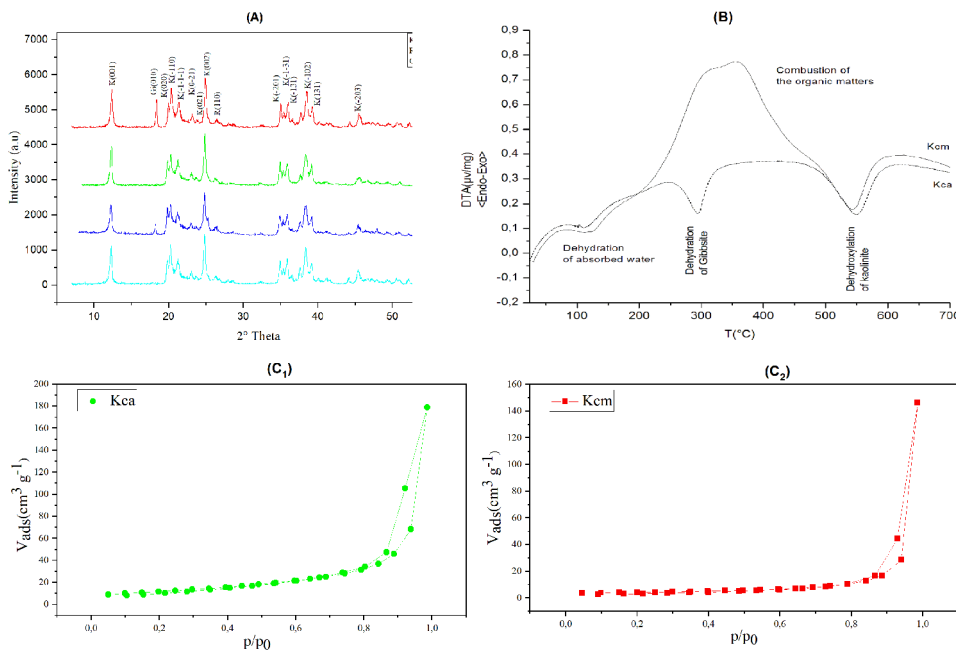 (A)
7000
6000
5000
4000
3000
2000
1000
0
Intensity (a.u)
K(001)
Gi(010)
K(020)
K(-110)
K(-1-1-1)
K(0-21)
K(021)
K(002)
R(110)
K(-201)
K(-1-31)
K(-131)
K(-102)
K(131)
K(-203)
10
20
30
40
50
2° Theta
(B)
0,9
0,8
0,7
0,6
0,5
0,4
0,3
0,2
0,1
0,0
-0,1
-0,2
DTA(µv/mg)
<Endo-Exo>
Combustion of
the organic matters
Kcm
Kca
Dehydration
of absorbed water
Dehydration
of Gibbsite
Dehydroxylation
of kaolinite
100
200
300
400
500
600
700
T(°C)
(C1)
200
180
160
140
120
100
80
60
40
20
0
Vads(cm3 g-1)
Kca
0,0
0,2
0,4
0,6
0,8
1,0
p/p0
(C2)
160
140
120
100
80
60
40
20
0
Vads(cm3 g-1)
Kcm
0,0
0,2
0,4
0,6
0,8
1,0
p/p0